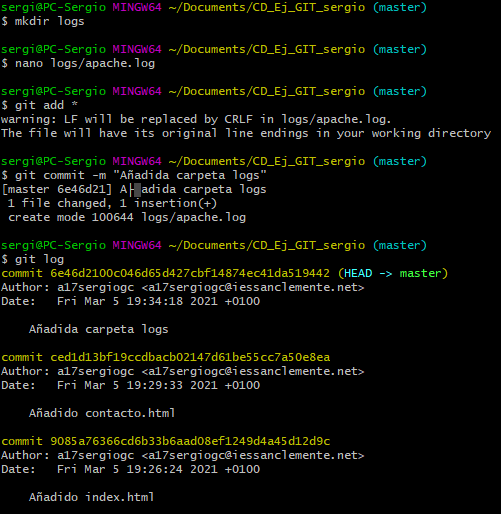 sergi@PC-Sergio MINGW64 ~/Documents/CD_Ej_GIT_sergio (master)
$ mkdir logs
sergi@PC-Sergio MINGW64 ~/Documents/CD_Ej_GIT_sergio (master)
$ nano logs/apache.log
sergi@PC-Sergio MINGW64 ~/Documents/CD_Ej_GIT_sergio (master)
$ git add *
warning: LF will be replaced by CRLF in logs/apache.log.
The file will have its original line endings in your working directory
sergi@PC-Sergio MINGW64 ~/Documents/CD_Ej_GIT_sergio (master)
$ git commit -m "Añadida carpeta logs"
[master 6e46d21] A├▒adida carpeta logs
1 file changed, 1 insertion(+)
create mode 100644 logs/apache.log
sergi@PC-Sergio MINGW64 ~/Documents/CD_Ej_GIT_sergio (master)
$ git log
commit 6e46d2100c046d65d427cbf14874ec41da519442 (HEAD -> master)
Author: a17sergiogc <a17sergiogc@iessanclemente.net>
Date: Fri Mar 5 19:34:18 2021 +0100
Añadida carpeta logs
commit ced1d13bf19ccdbacb02147d61be55cc7a50e8ea
Author: a17sergiogc <a17sergiogc@iessanclemente.net>
Date: Fri Mar 5 19:29:33 2021 +0100
Añadido contacto.html
commit 9085a76366cd6b33b6aad08ef1249d4a45d12d9c
Author: a17sergiogc <a17sergiogc@iessanclemente.net>
Date: Fri Mar 5 19:26:24 2021 +0100
Añadido index.html